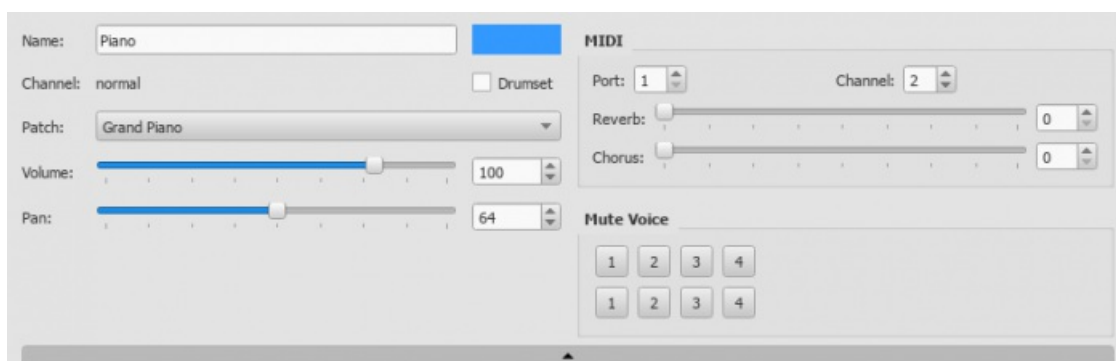 Name: Piano
Channel: normal Drumset
Patch: Grand Piano
Volume: 100
Pan: 64
MIDI
Port: 1 Channel: 2
Reverb: 0
Chorus: 0
Mute Voice
1 2 3 4
1 2 3 4